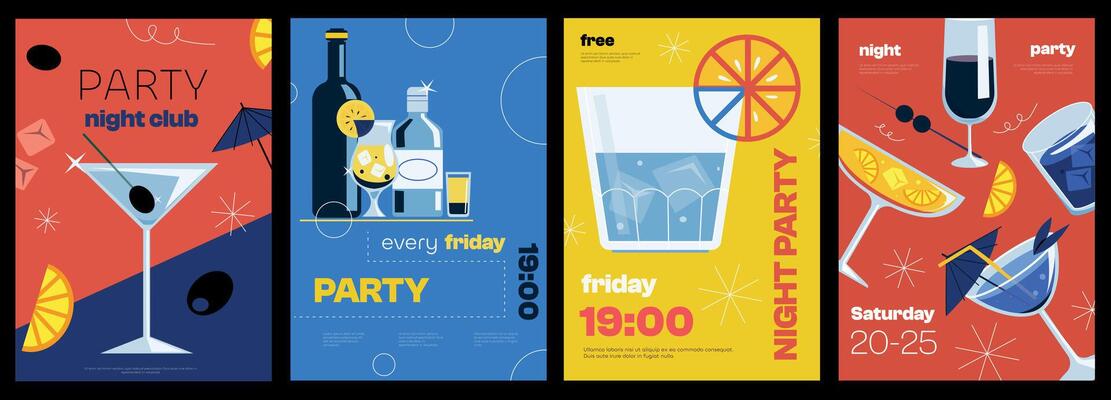 PARTY
night club
every friday
PARTY
19:00
free
friday
19:00
Ullamco laboris nisi ut aliquip ex ea commodo consequat.
Duis aute irure dolor in fugiat nulla
NIGHT PARTY
night
party
Saturday
20-25